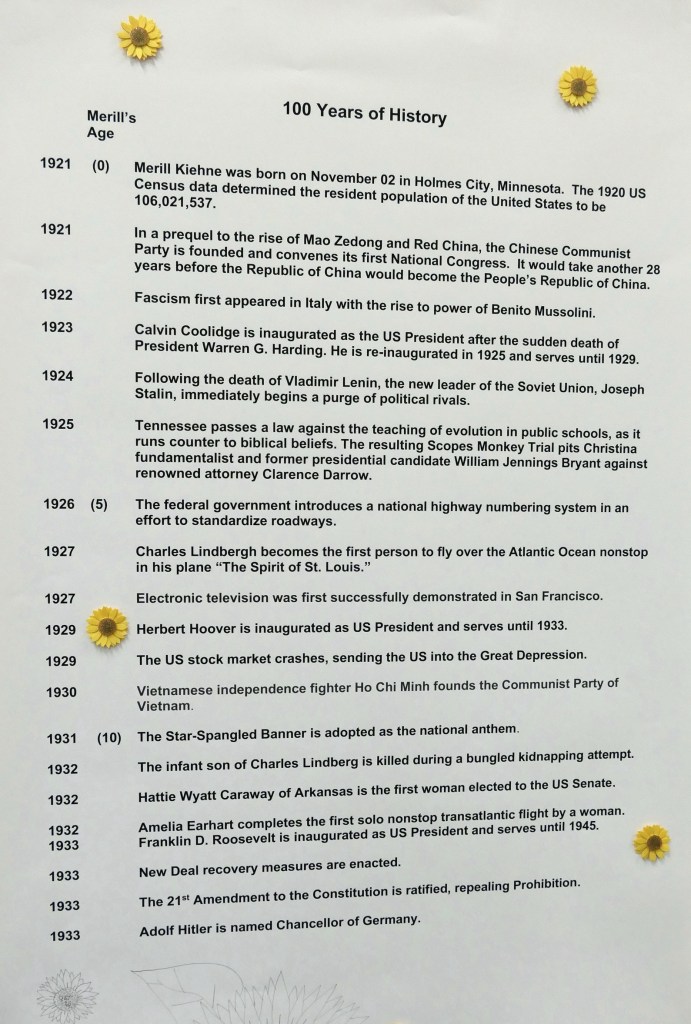 100 Years of History
Merill's
Age
1921 (0) Merill Kiehne was born on November 02 in Holmes City, Minnesota. The 1920 US
Census data determined the resident population of the United States to be
106,021,537.
1921 In a prequel to the rise of Mao Zedong and Red China, the Chinese Communist
Party is founded and convenes its first National Congress. It would take another 28
years before the Republic of China would become the People's Republic of China.
1922 Fascism first appeared in Italy with the rise to power of Benito Mussolini.
1923 Calvin Coolidge is inaugurated as the US President after the sudden death of
President Warren G. Harding. He is re-inaugurated in 1925 and serves until 1929.
1924 Following the death of Vladimir Lenin, the new leader of the Soviet Union, Joseph
Stalin, immediately begins a purge of political rivals.
1925 Tennessee passes a law against the teaching of evolution in public schools, as it
runs counter to biblical beliefs. The resulting Scopes Monkey Trial pits Christina
fundamentalist and former presidential candidate William Jennings Bryant against
renowned attorney Clarence Darrow.
1926 (5) The federal government introduces a national highway numbering system in an
effort to standardize roadways.
1927 Charles Lindbergh becomes the first person to fly over the Atlantic Ocean nonstop
in his plane "The Spirit of St. Louis."
1927 Electronic television was first successfully demonstrated in San Francisco.
1929 Herbert Hoover is inaugurated as US President and serves until 1933.
1929 The US stock market crashes, sending the US into the Great Depression.
1930 Vietnamese independence fighter Ho Chi Minh founds the Communist Party of
Vietnam.
1931 (10) The Star-Spangled Banner is adopted as the national anthem.
1932 The infant son of Charles Lindberg is killed during a bungled kidnapping attempt.
1932 Hattie Wyatt Caraway of Arkansas is the first woman elected to the US Senate.
1932 Amelia Earhart completes the first solo nonstop transatlantic flight by a woman.
1933 Franklin D. Roosevelt is inaugurated as US President and serves until 1945.
1933 New Deal recovery measures are enacted.
1933 The 21st Amendment to the Constitution is ratified, repealing Prohibition.
1933 Adolf Hitler is named Chancellor of Germany.